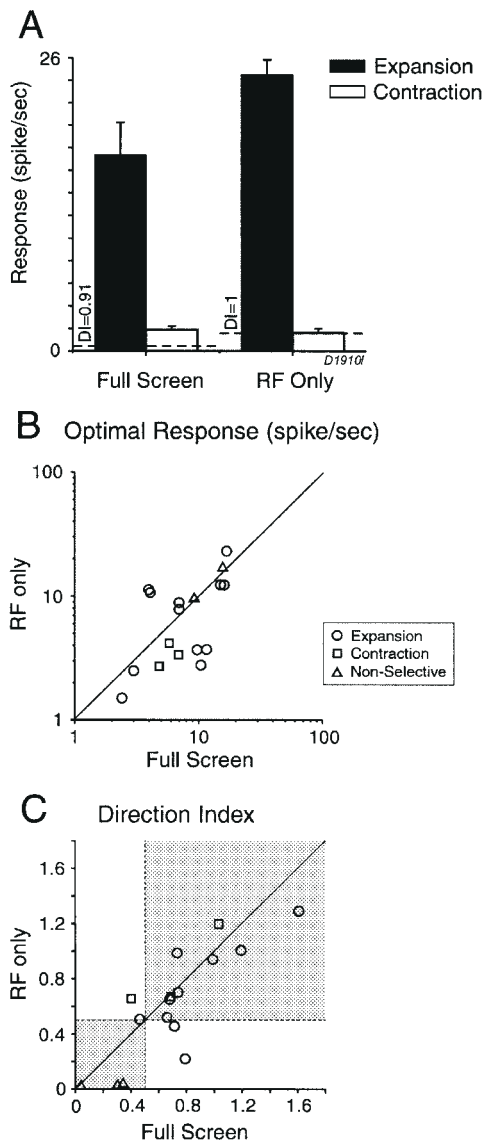 A
26
Response (spike/sec)
Expansion
Contraction
DI=0.91
DI=1
0
D1910I
Full Screen
RF Only
B
Optimal Response (spike/sec)
100
RF only
10
Expansion
Contraction
Non-Selective
1
1
10
100
Full Screen
C
Direction Index
1.6
RF only
1.2
0.8
0.4
0
0
0.4
0.8
1.2
1.6
Full Screen